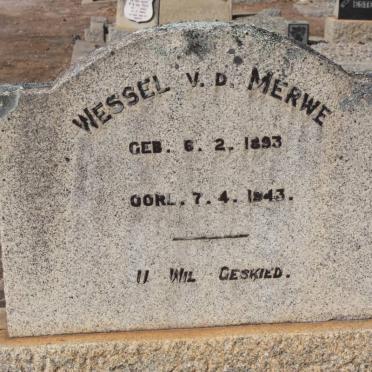 WESSEL V. D. MERWE
GEB. 6. 2. 1893
OORL. 7. 4. 1943.
U WIL GESKIED.